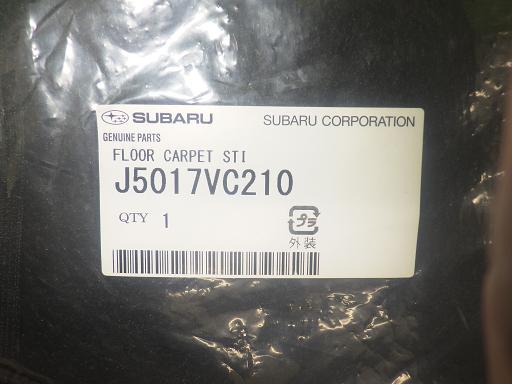 SUBARU SUBARU CORPORATION
GENUINE PARTS
FLOOR CARPET STI
J5017VC210
QTY 1
プラ
外装